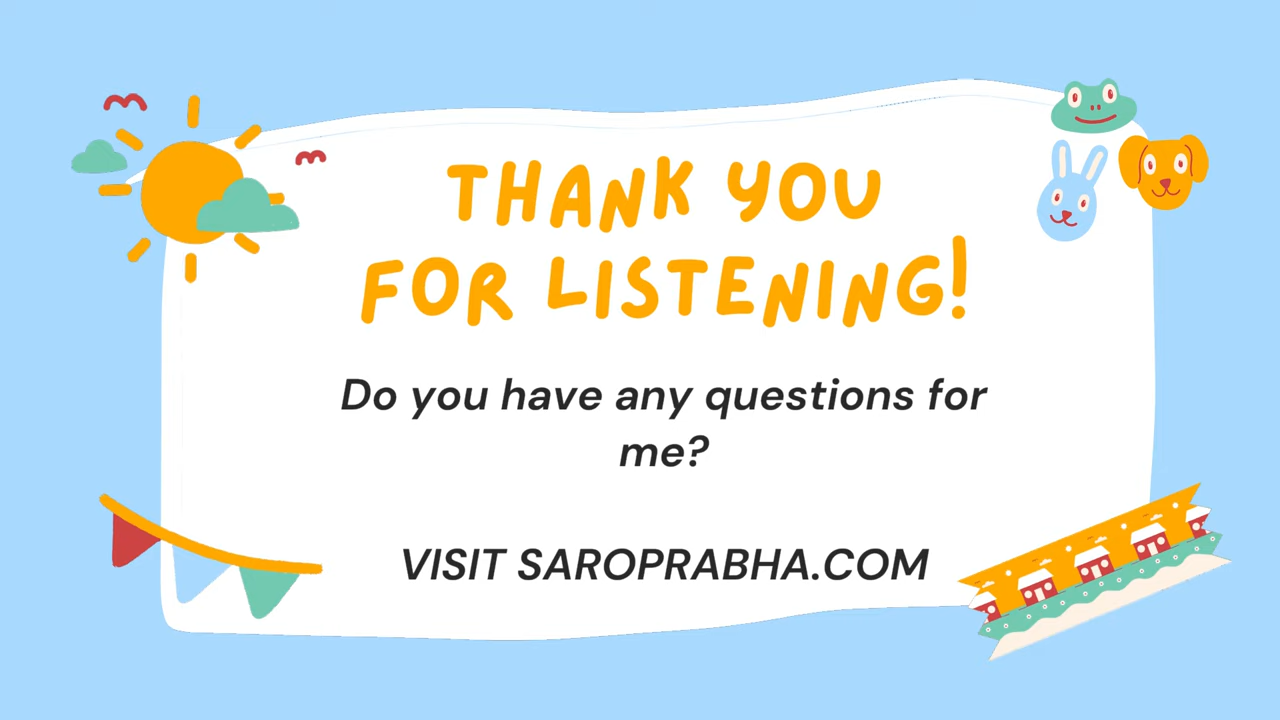 THANK YOU
FOR LISTENING!
Do you have any questions for
me?
VISIT SAROPRABHA.COM